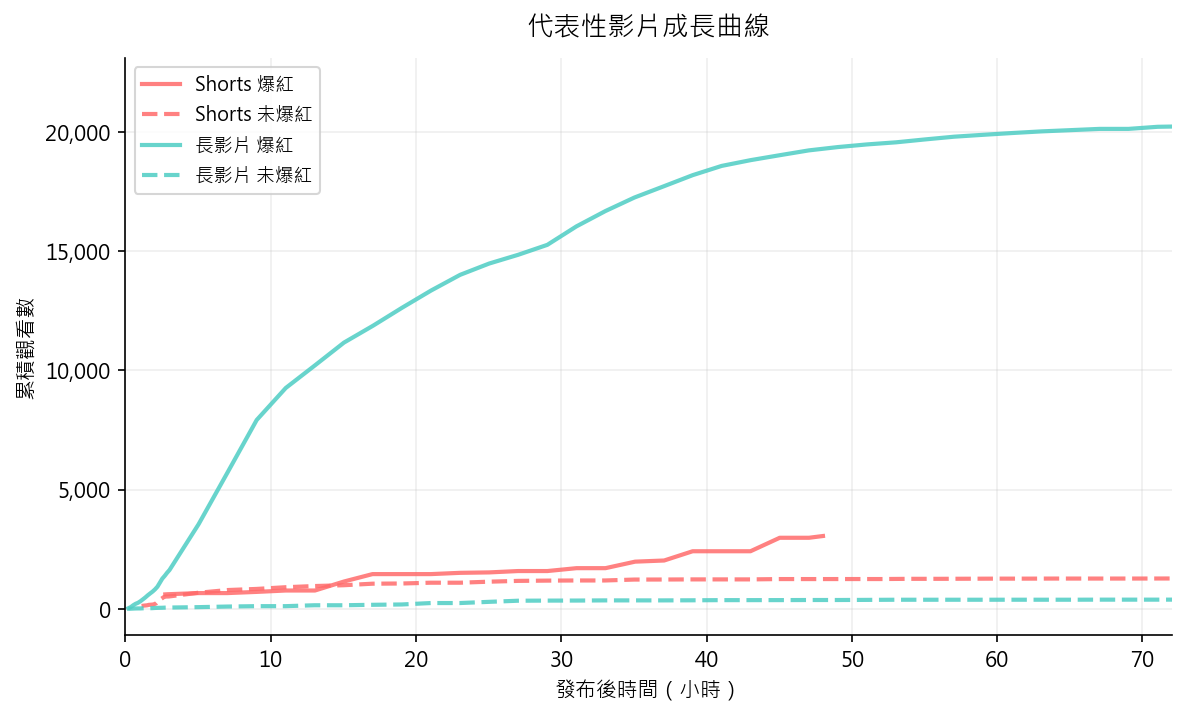 代表性影片成長曲線
Shorts 爆紅
Shorts 未爆紅
長影片 爆紅
長影片 未爆紅
累積觀看數
20,000
15,000
10,000
5,000
0
0 10 20 30 40 50 60 70
發布後時間（小時）